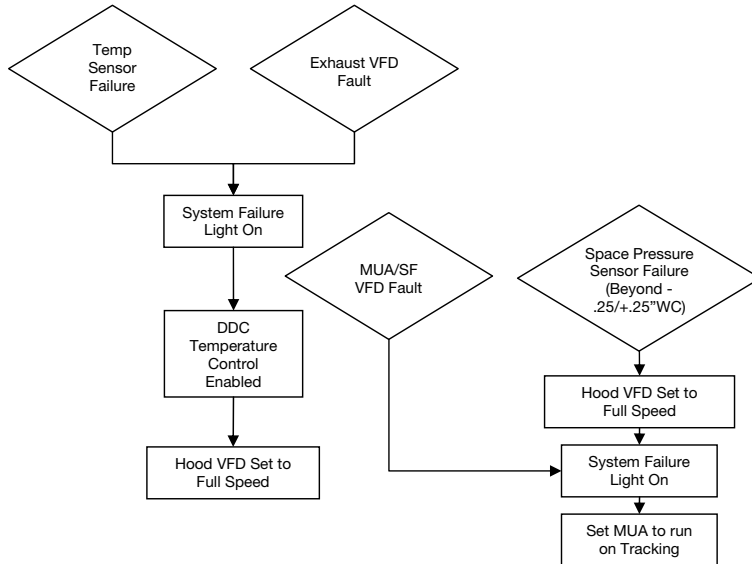 Temp
Sensor
Failure
Exhaust VFD
Fault
System Failure
Light On
MUA/SF
VFD Fault
Space Pressure
Sensor Failure
(Beyond -
.25/+.25"WC)
DDC
Temperature
Control
Enabled
Hood VFD Set to
Full Speed
Hood VFD Set to
Full Speed
System Failure
Light On
Set MUA to run
on Tracking